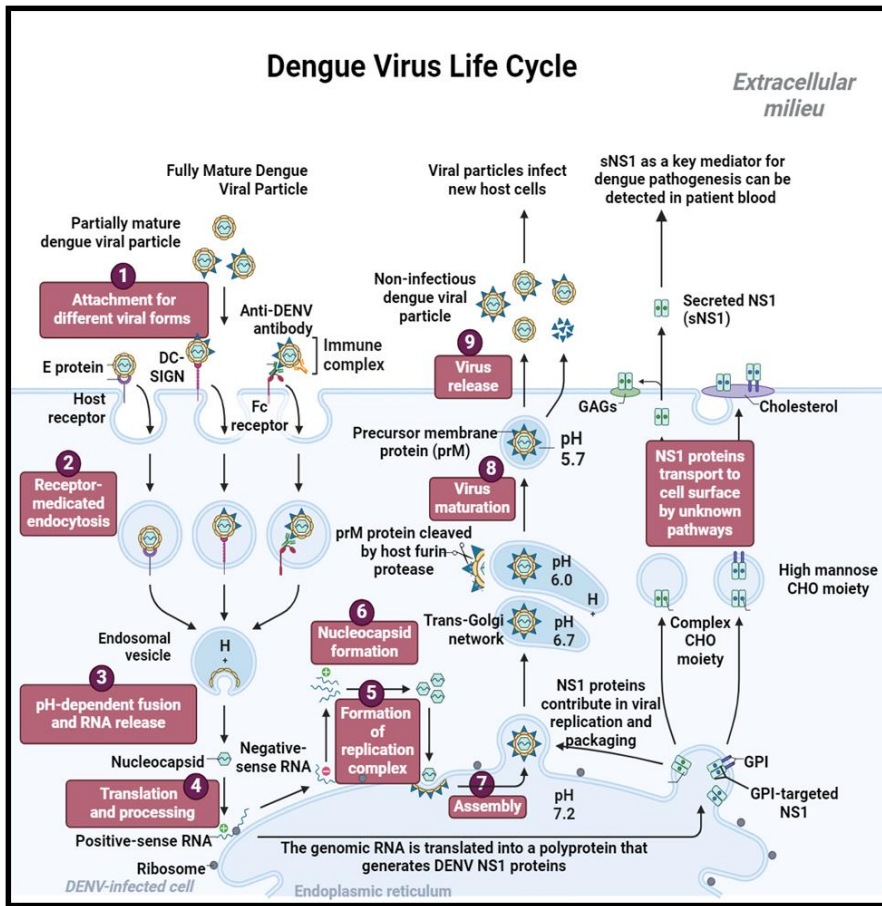 Dengue Virus Life Cycle
Extracellular
milieu
Fully Mature Dengue
Viral Particle
Partially mature
dengue viral particle
1
Attachment for
different viral forms
Anti-DENV
antibody
Immune
complex
E protein
DC-
SIGN
Host
receptor
Fc
receptor
2
Receptor-
medicated
endocytosis
Endosomal
vesicle
H
+
3
pH-dependent fusion
and RNA release
Nucleocapsid
4
Translation
and processing
Positive-sense RNA
+
Ribosome
DENV-infected cell
Endoplasmic reticulum
Negative-
sense RNA
−
+
5
Formation
of
replication
complex
6
Nucleocapsid
formation
7
Assembly
pH
7.2
The genomic RNA is translated into a polyprotein that
generates DENV NS1 proteins
Trans-Golgi
network
pH
6.7
pH
6.0
H
+
prM protein cleaved
by host furin
protease
8
Virus
maturation
Precursor membrane
protein (prM)
pH
5.7
9
Virus
release
Non-infectious
dengue viral
particle
Viral particles infect
new host cells
sNS1 as a key mediator for
dengue pathogenesis can be
detected in patient blood
Secreted NS1
(sNS1)
GAGs
Cholesterol
NS1 proteins
transport to
cell surface
by unknown
pathways
High mannose
CHO moiety
Complex
CHO
moiety
NS1 proteins
contribute in viral
replication and
packaging
GPI
GPI-targeted
NS1